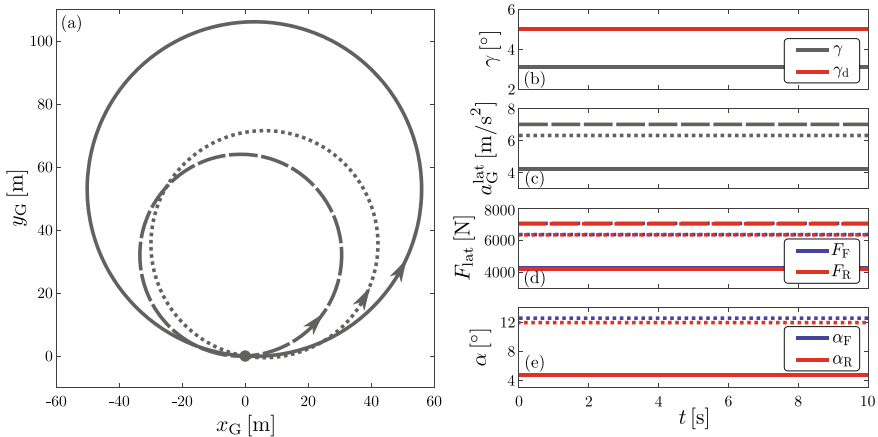 (a)
100
80
60
40
20
0
y_G [m]
-60 -40 -20 0 20 40 60
x_G [m]
6
4
2
γ [°]
γ
γ_d
(b)
8
6
4
a_G^lat [m/s²]
(c)
8000
6000
4000
F_lat [N]
F_F
F_R
(d)
12
8
4
α [°]
α_F
α_R
(e)
0 2 4 6 8 10
t [s]